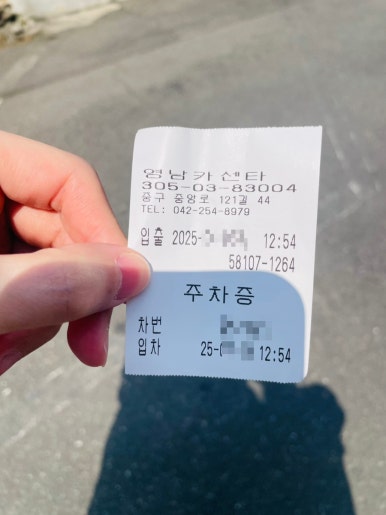 영남카센타
305-03-83004
중구 중앙로 121길 44
TEL: 042-254-8979
입출 2025- 12:54
58107-1264
주차증
차번
입차 25- 12:54